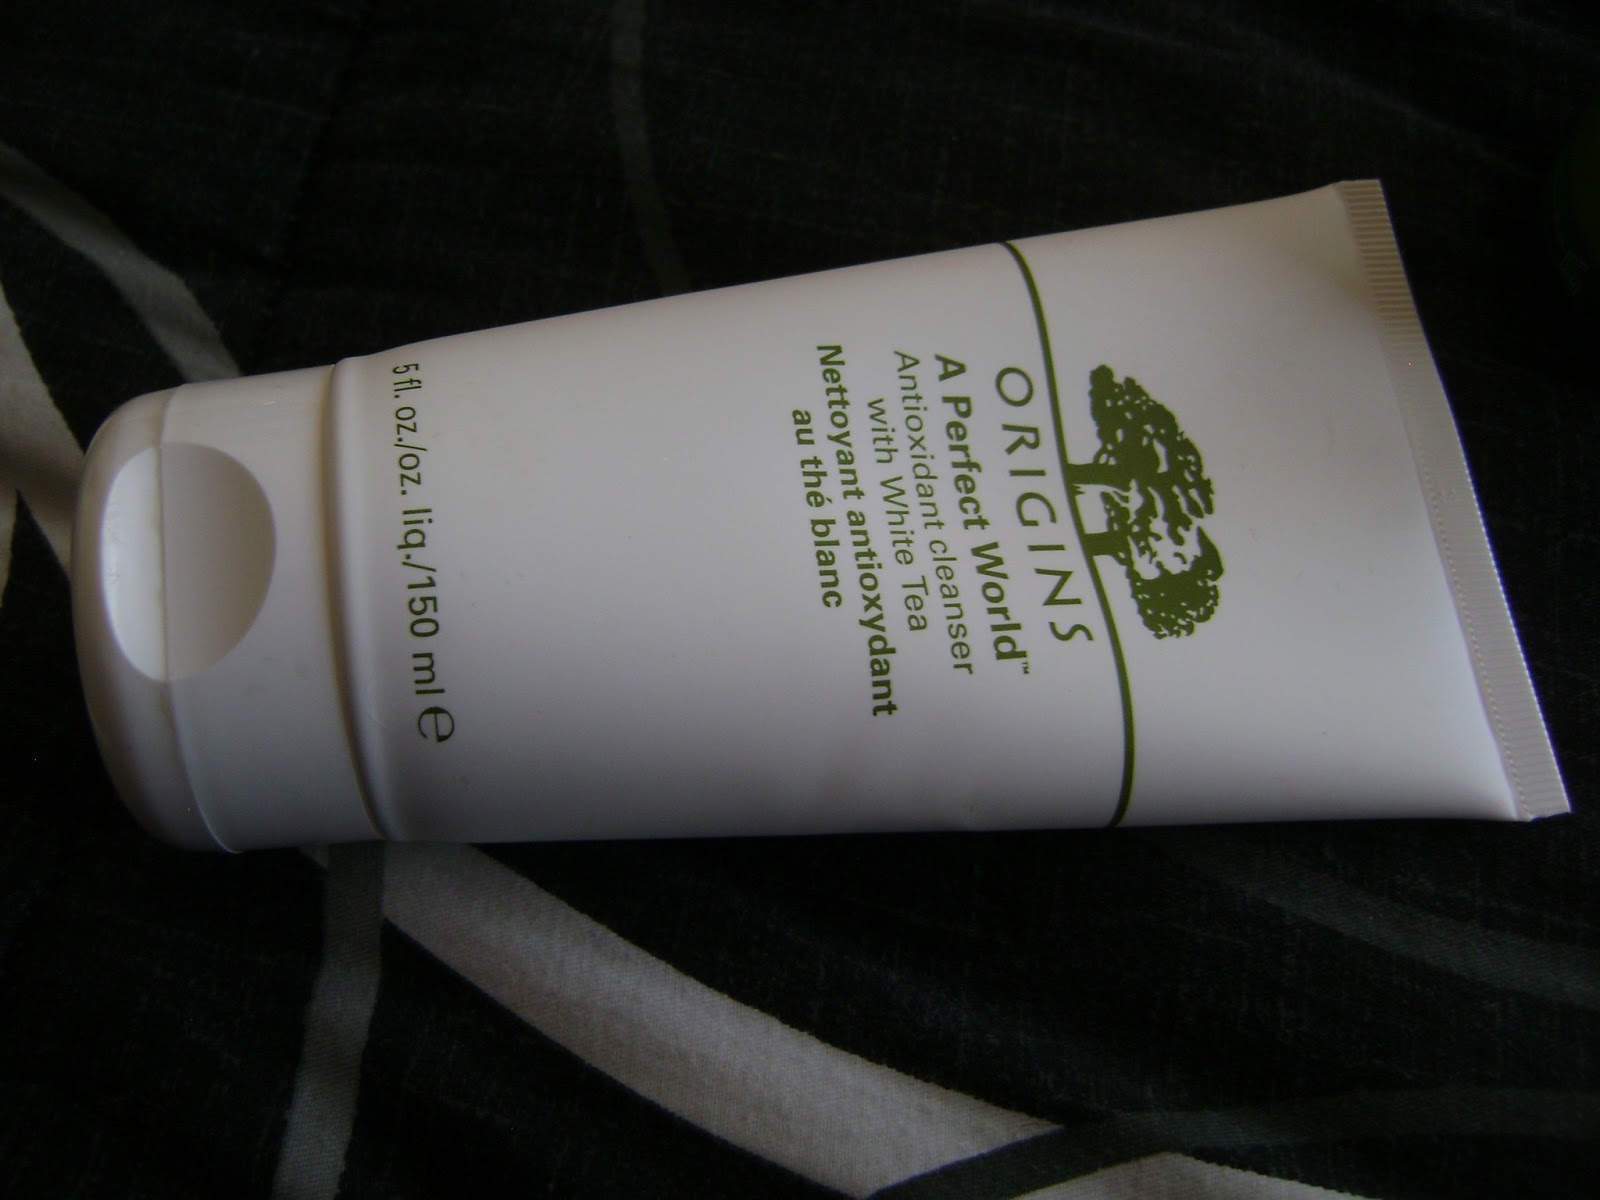 ORIGINS
A Perfect World™
Antioxidant cleanser
with White Tea
Nettoyant antioxydant
au thé blanc
5 fl. oz./oz. liq./150 ml ℮